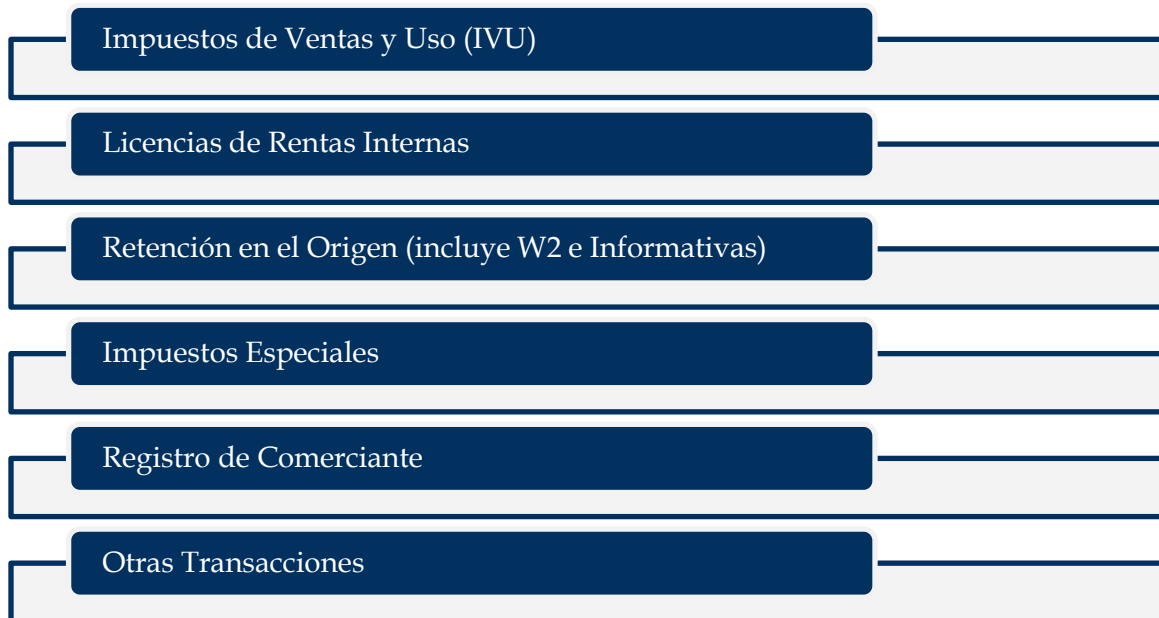 Impuestos de Ventas y Uso (IVU)
Licencias de Rentas Internas
Retención en el Origen (incluye W2 e Informativas)
Impuestos Especiales
Registro de Comerciante
Otras Transacciones